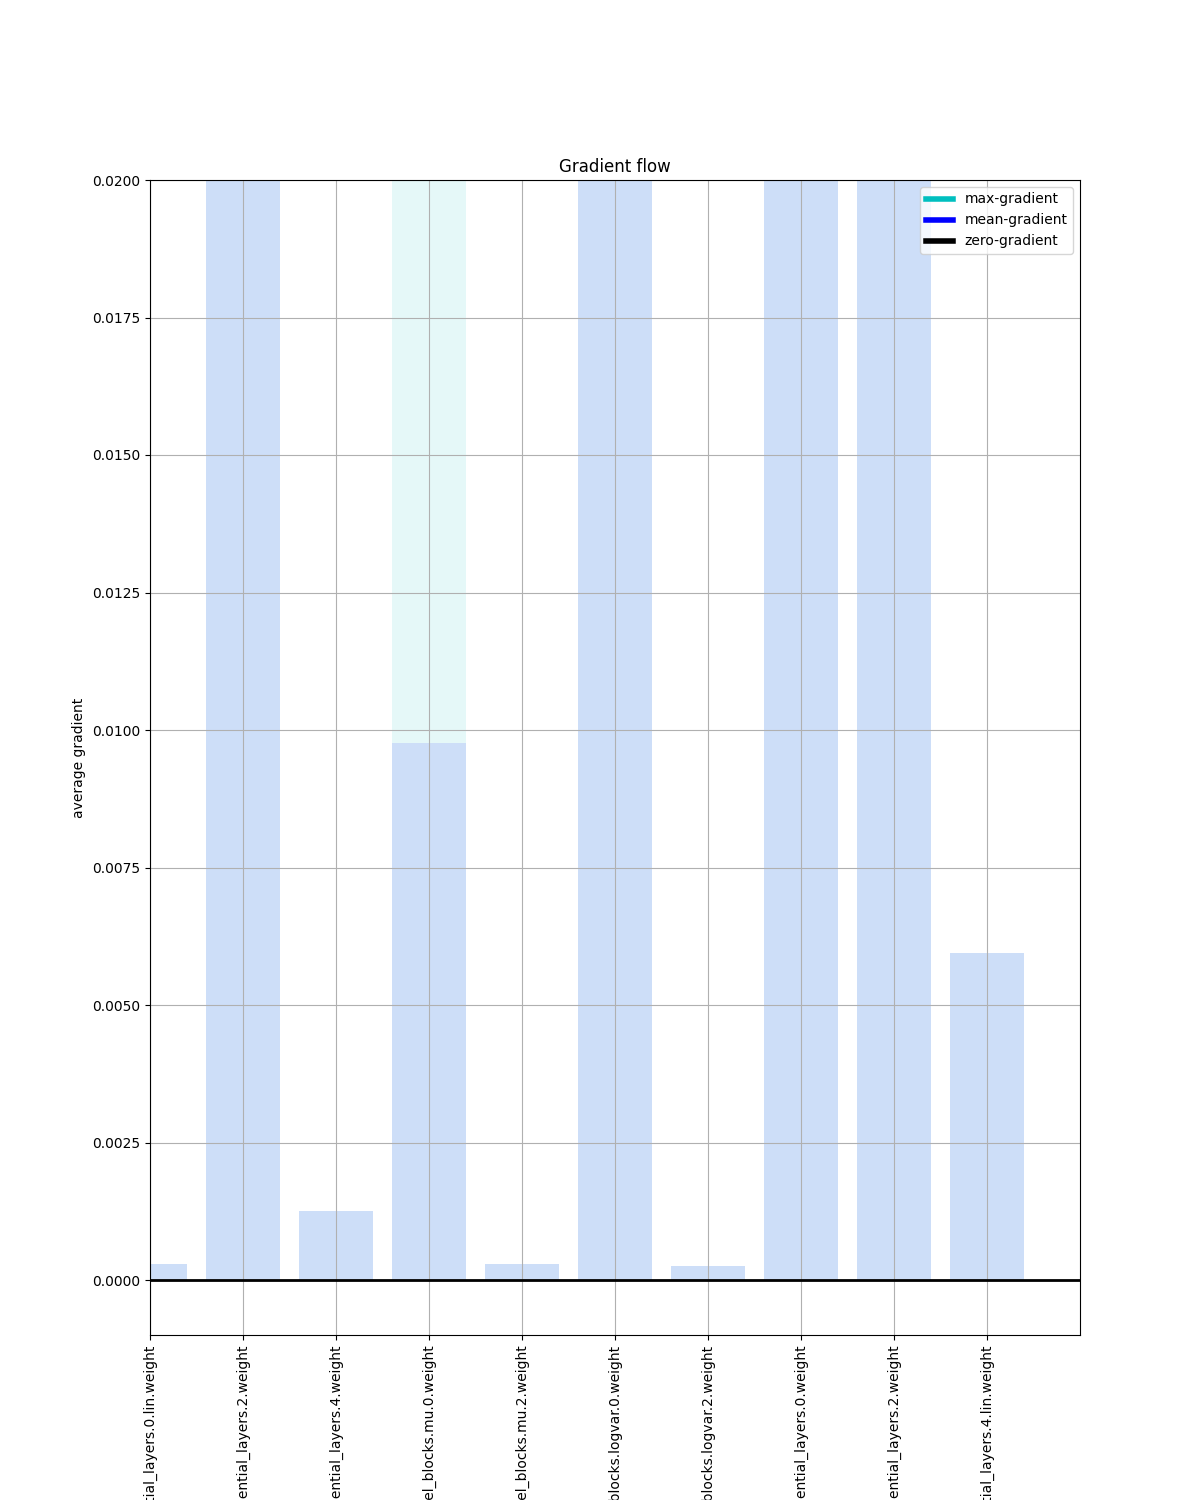 Gradient flow
max-gradient
mean-gradient
zero-gradient
0.0200
0.0175
0.0150
0.0125
0.0100
0.0075
0.0050
0.0025
0.0000
average gradient
tial_layers.0.lin.weight
ential_layers.2.weight
ential_layers.4.weight
el_blocks.mu.0.weight
el_blocks.mu.2.weight
blocks.logvar.0.weight
blocks.logvar.2.weight
ential_layers.0.weight
ential_layers.2.weight
tial_layers.4.lin.weight